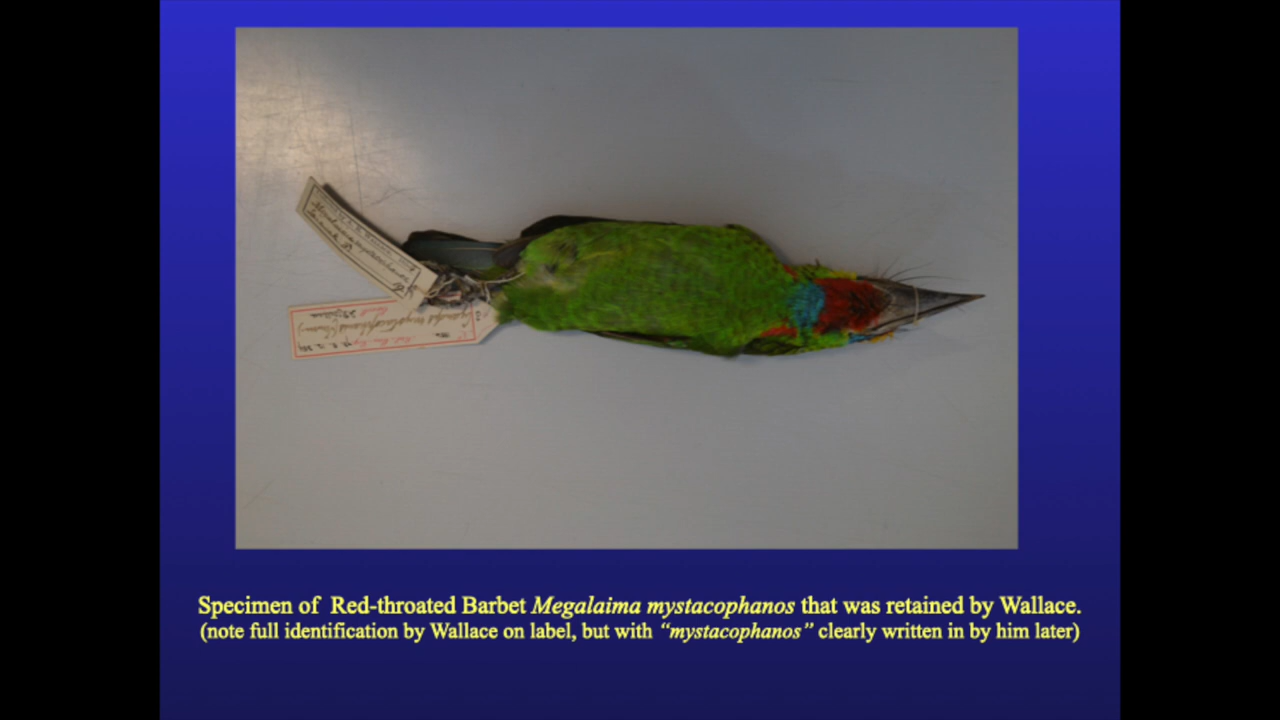 Specimen of Red-throated Barbet Megalaima mystacophanos that was retained by Wallace.
(note full identification by Wallace on label, but with “mystacophanos” clearly written in by him later)